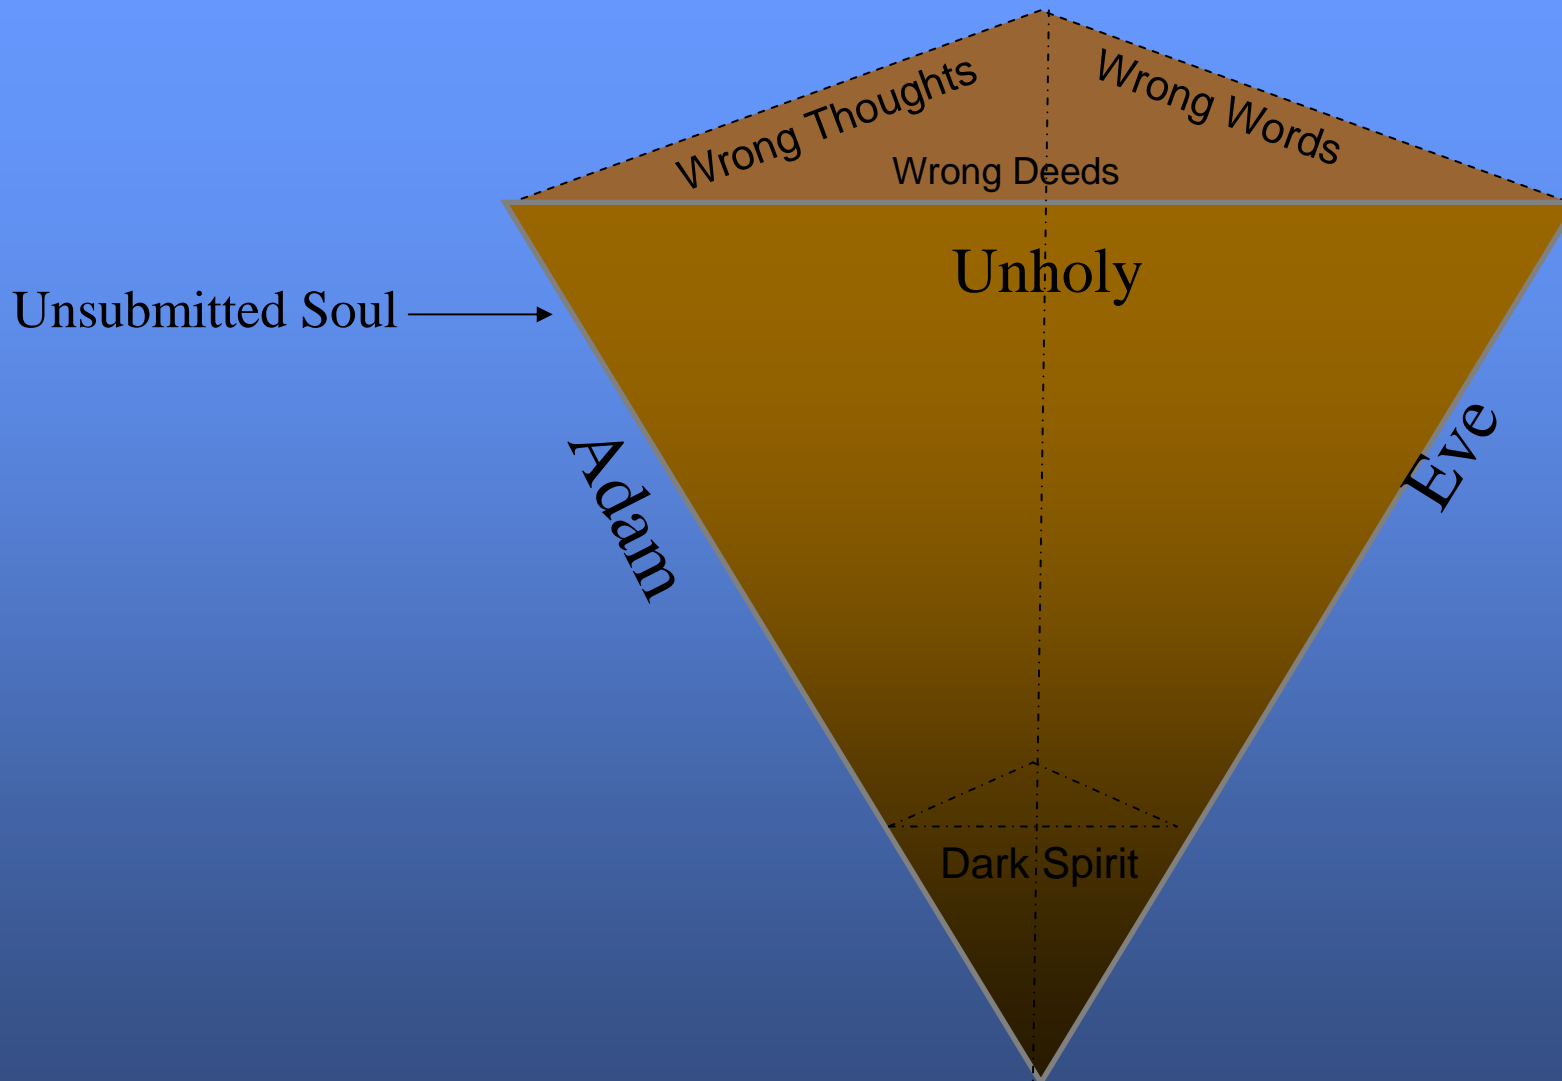 Wrong Thoughts
Wrong Words
Wrong Deeds
Unholy
Unsubmitted Soul
Adam
Eve
Dark Spirit